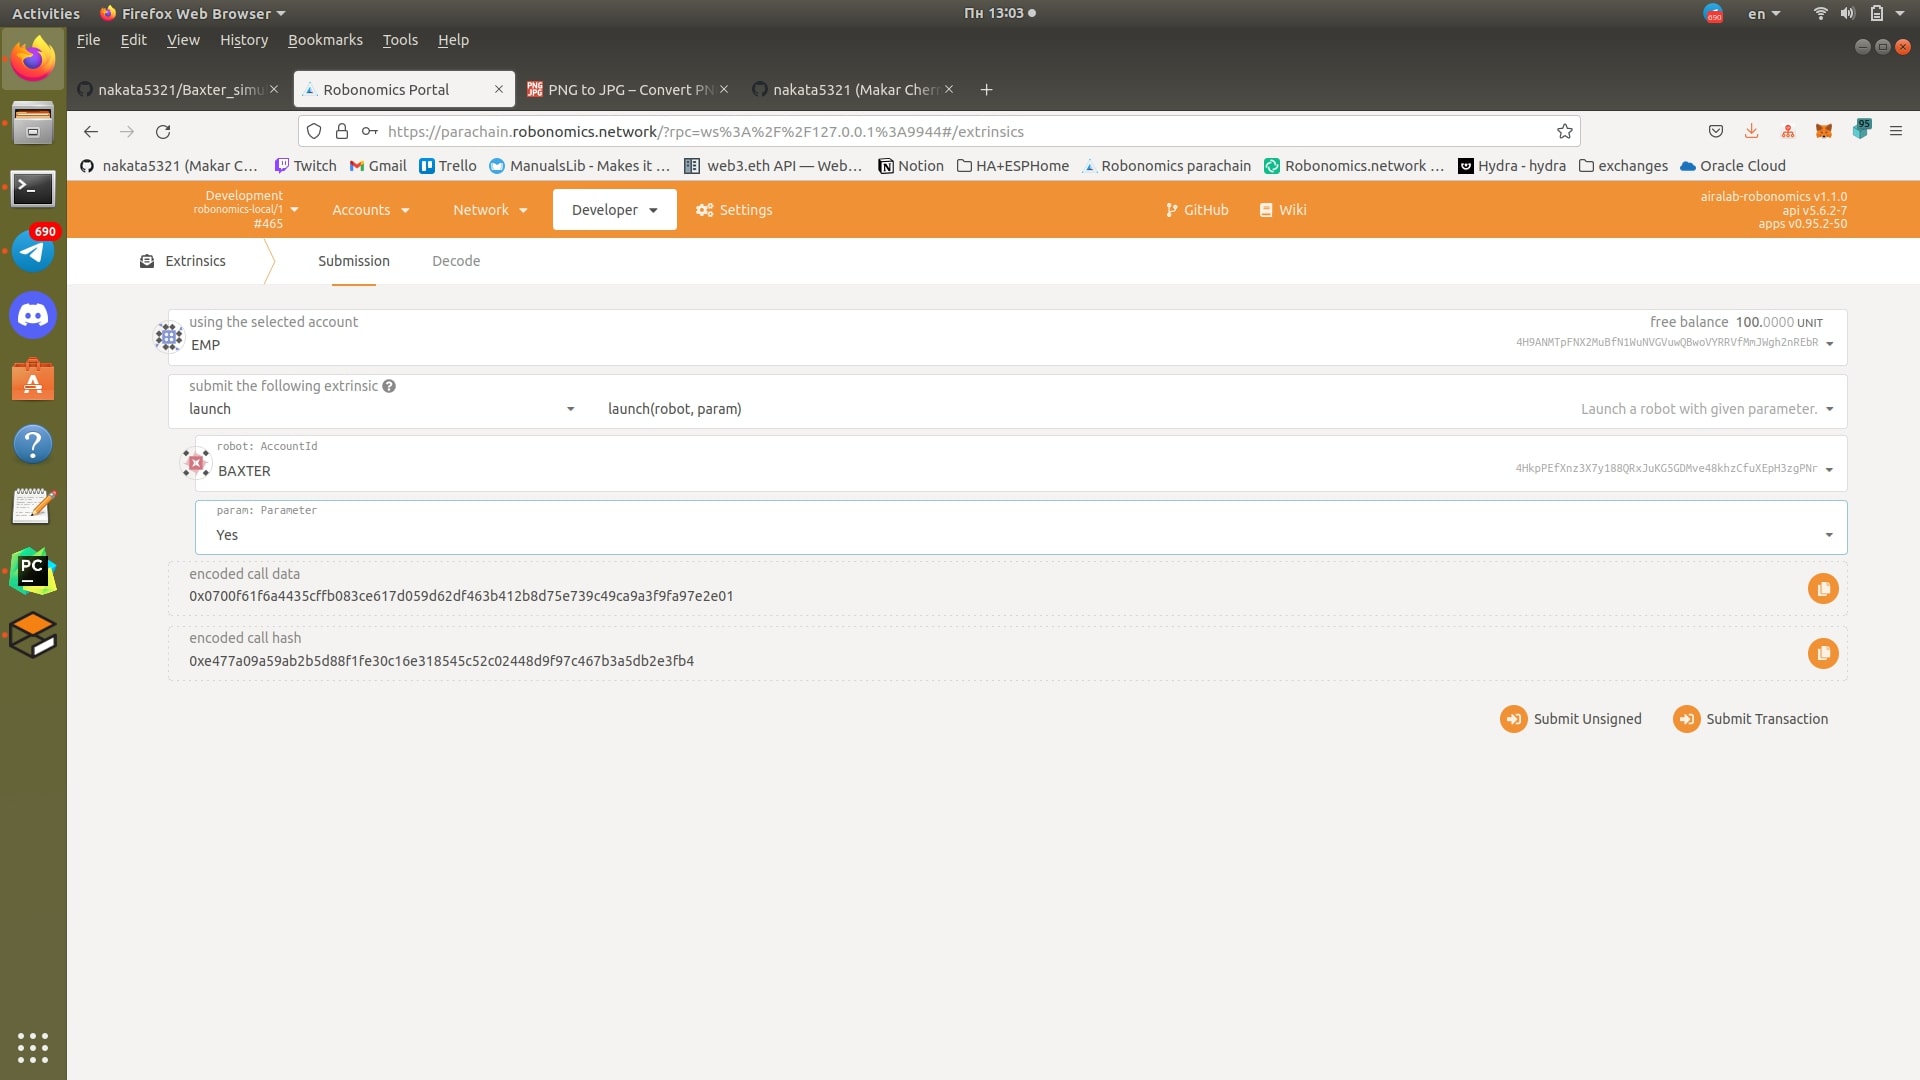 Activities
Firefox Web Browser
Пн 13:03
en
File Edit View History Bookmarks Tools Help
nakata5321/Baxter_simu
Robonomics Portal
PNG to JPG – Convert PN
nakata5321 (Makar Cher
https://parachain.robonomics.network/?rpc=ws%3A%2F%2F127.0.0.1%3A9944#/extrinsics
95
nakata5321 (Makar C…
Twitch
Gmail
Trello
ManualsLib - Makes it …
web3.eth API — Web…
Notion
HA+ESPHome
Robonomics parachain
Robonomics.network …
Hydra - hydra
exchanges
Oracle Cloud
Development
robonomics-local/1
#465
Accounts
Network
Developer
Settings
GitHub
Wiki
airalab-robonomics v1.1.0
api v5.6.2-7
apps v0.95.2-50
690
Extrinsics
Submission
Decode
using the selected account
EMP
free balance 100.0000 UNIT
4H9ANMTpFNX2MuBfN1WuNVGVuwQBwoVYRRVfMmJWgh2nREbR
submit the following extrinsic
launch
launch(robot, param)
Launch a robot with given parameter.
robot: AccountId
BAXTER
4HkpPEfXnz3X7y188QRxJuKG5GDMve48khzCfuXEpH3zgPNr
param: Parameter
Yes
encoded call data
0x0700f61f6a4435cffb083ce617d059d62df463b412b8d75e739c49ca9a3f9fa97e2e01
encoded call hash
0xe477a09a59ab2b5d88f1fe30c16e318545c52c02448d9f97c467b3a5db2e3fb4
Submit Unsigned
Submit Transaction
PC